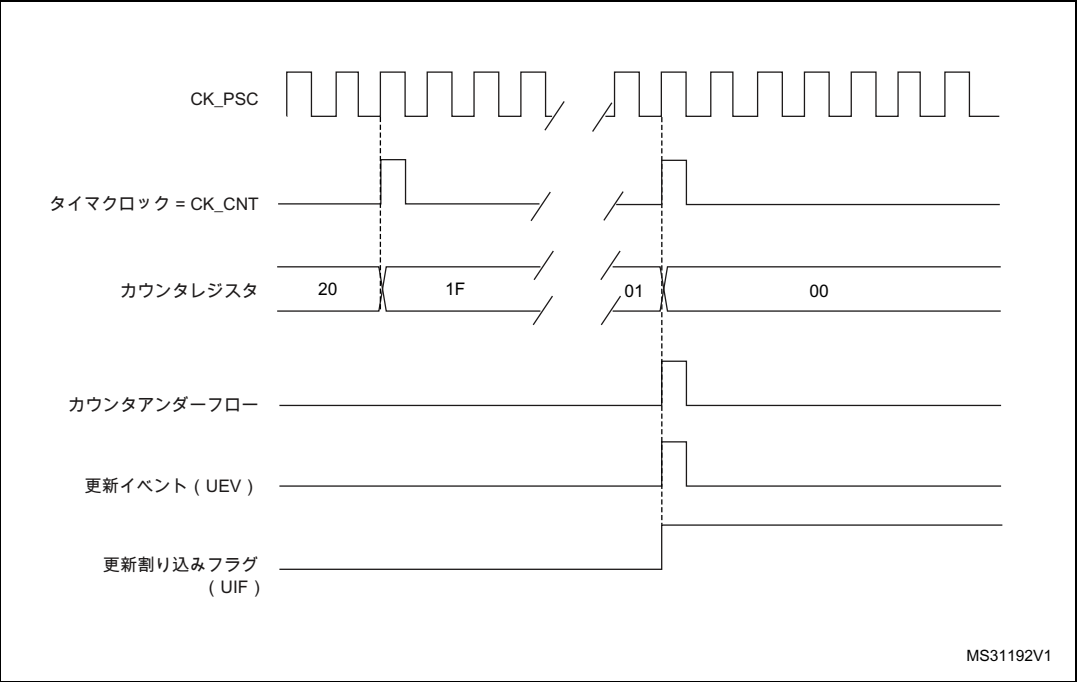 CK_PSC
タイマクロック = CK_CNT
カウンタレジスタ 20 1F 01 00
カウンタアンダーフロー
更新イベント ( UEV )
更新割り込みフラグ
( UIF )
MS31192V1